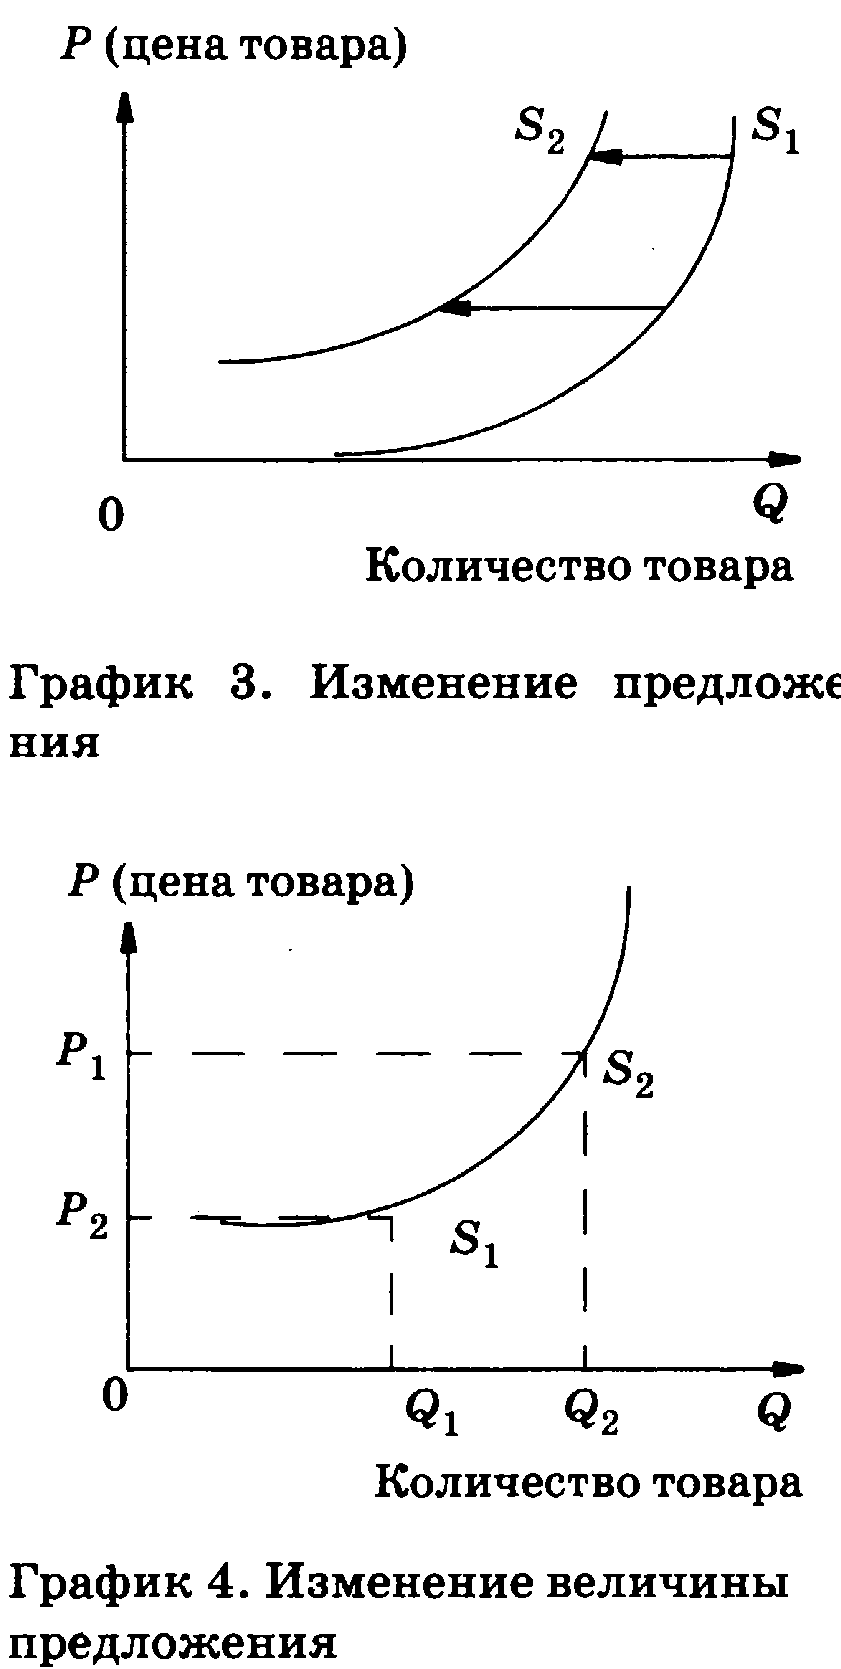 P (цена товара)
S2 S1
0 Q
Количество товара
График 3. Изменение предложе
ния
P (цена товара)
P1
S2
P2
S1
0 Q1 Q2 Q
Количество товара
График 4. Изменение величины
предложения